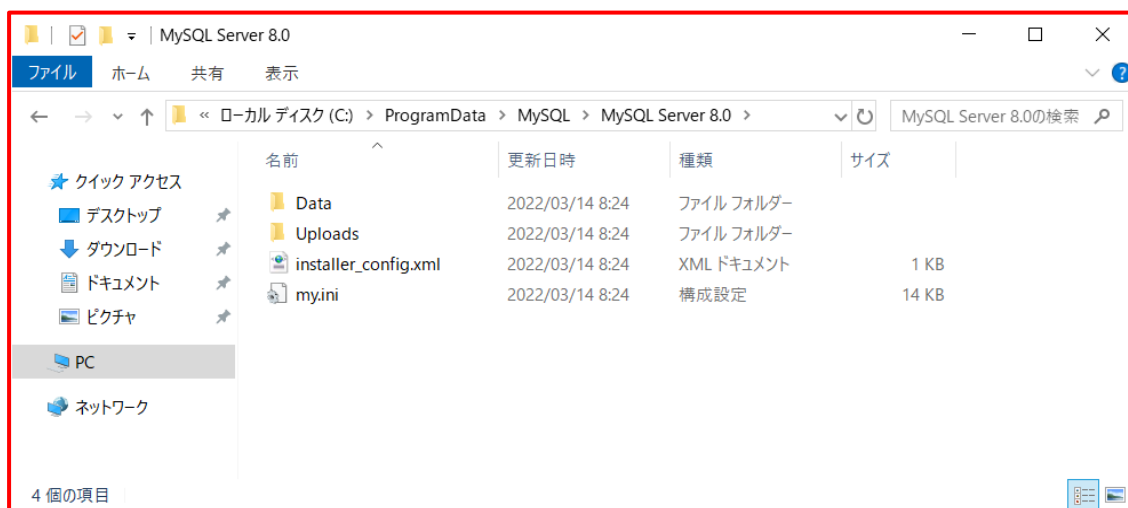 MySQL Server 8.0
ファイル ホーム 共有 表示
« ローカル ディスク (C:) > ProgramData > MySQL > MySQL Server 8.0 > MySQL Server 8.0の検索
名前 更新日時 種類 サイズ
クイック アクセス
デスクトップ
ダウンロード
ドキュメント
ピクチャ
PC
ネットワーク
Data 2022/03/14 8:24 ファイル フォルダー
Uploads 2022/03/14 8:24 ファイル フォルダー
installer_config.xml 2022/03/14 8:24 XML ドキュメント 1 KB
my.ini 2022/03/14 8:24 構成設定 14 KB
4 個の項目